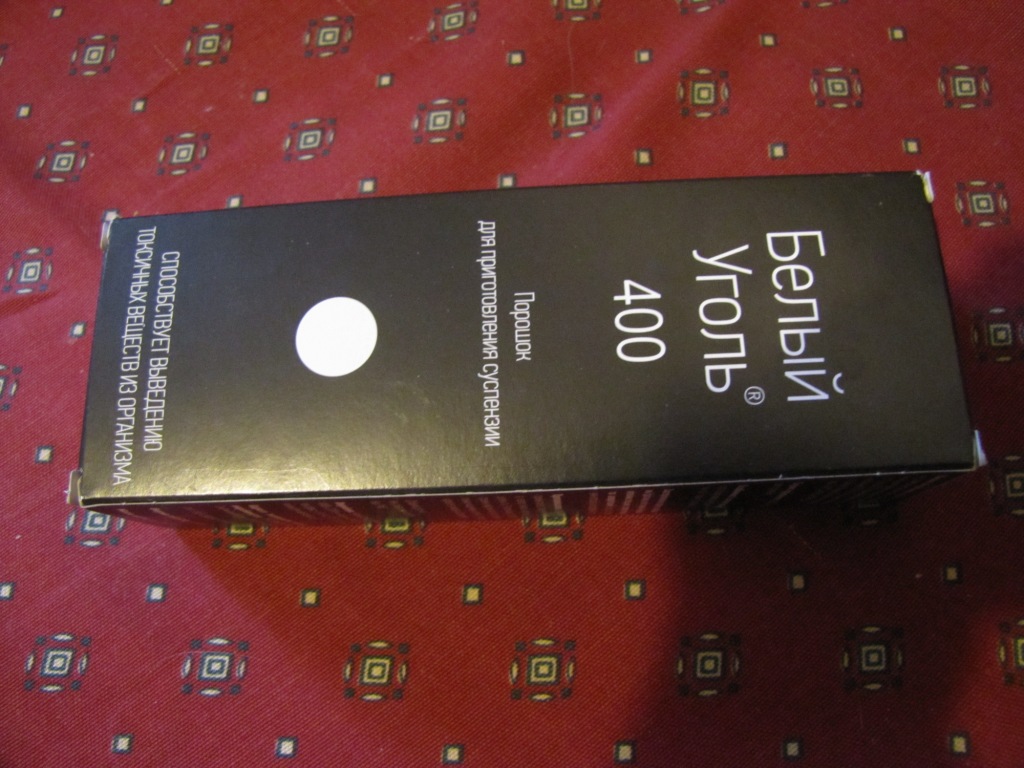 Белый
Уголь®
400
Порошок
для приготовления суспензии
СПОСОБСТВУЕТ ВЫВЕДЕНИЮ
ТОКСИЧНЫХ ВЕЩЕСТВ ИЗ ОРГАНИЗМА